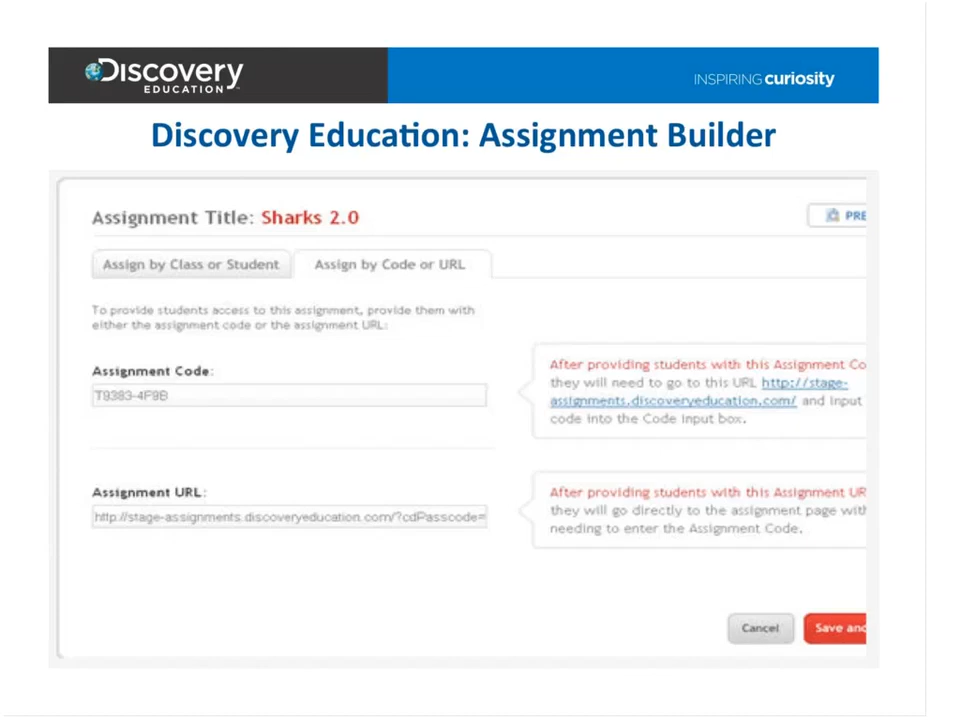 Discovery
EDUCATION™
INSPIRING curiosity
Discovery Education: Assignment Builder
Assignment Title: Sharks 2.0
PRE
Assign by Class or Student
Assign by Code or URL
To provide students access to this assignment, provide them with
either the assignment code or the assignment URL:
Assignment Code:
T9383-4F9B
After providing students with this Assignment Co
they will need to go to this URL http://stage-
assignments.discoveryeducation.com/ and input
code into the Code input box.
Assignment URL:
http://stage-assignments.discoveryeducation.com/?cdPasscode=
After providing students with this Assignment UR
they will go directly to the assignment page with
needing to enter the Assignment Code.
Cancel
Save and